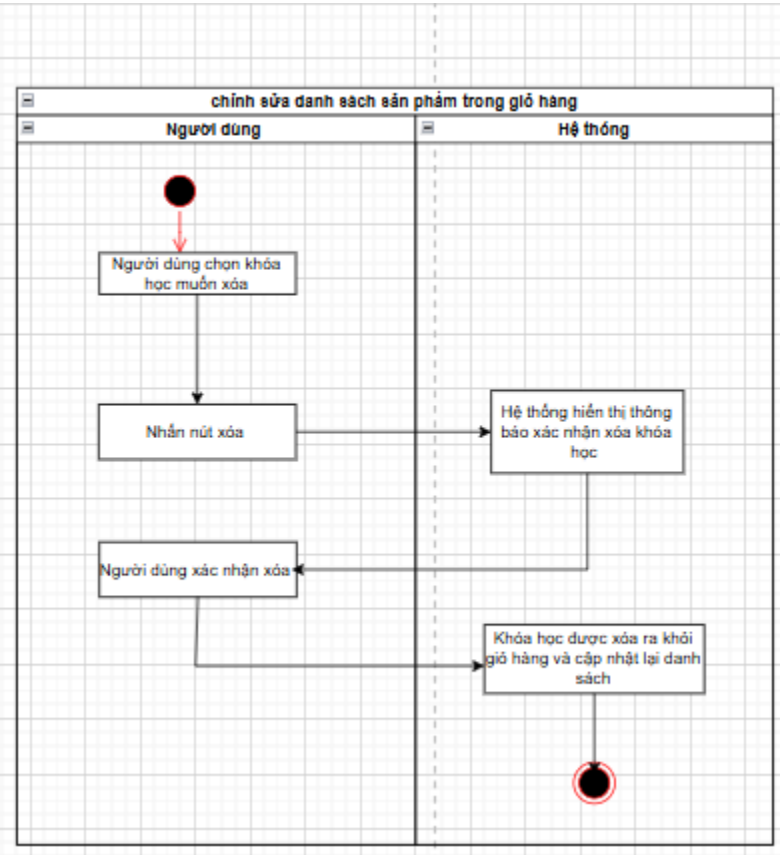 chỉnh sửa danh sách sản phẩm trong giỏ hàng
Người dùng
Hệ thống
Người dùng chọn khóa
học muốn xóa
Nhấn nút xóa
Hệ thống hiển thị thông
báo xác nhận xóa khóa
học
Người dùng xác nhận xóa
Khóa học được xóa ra khỏi
giỏ hàng và cập nhật lại danh
sách